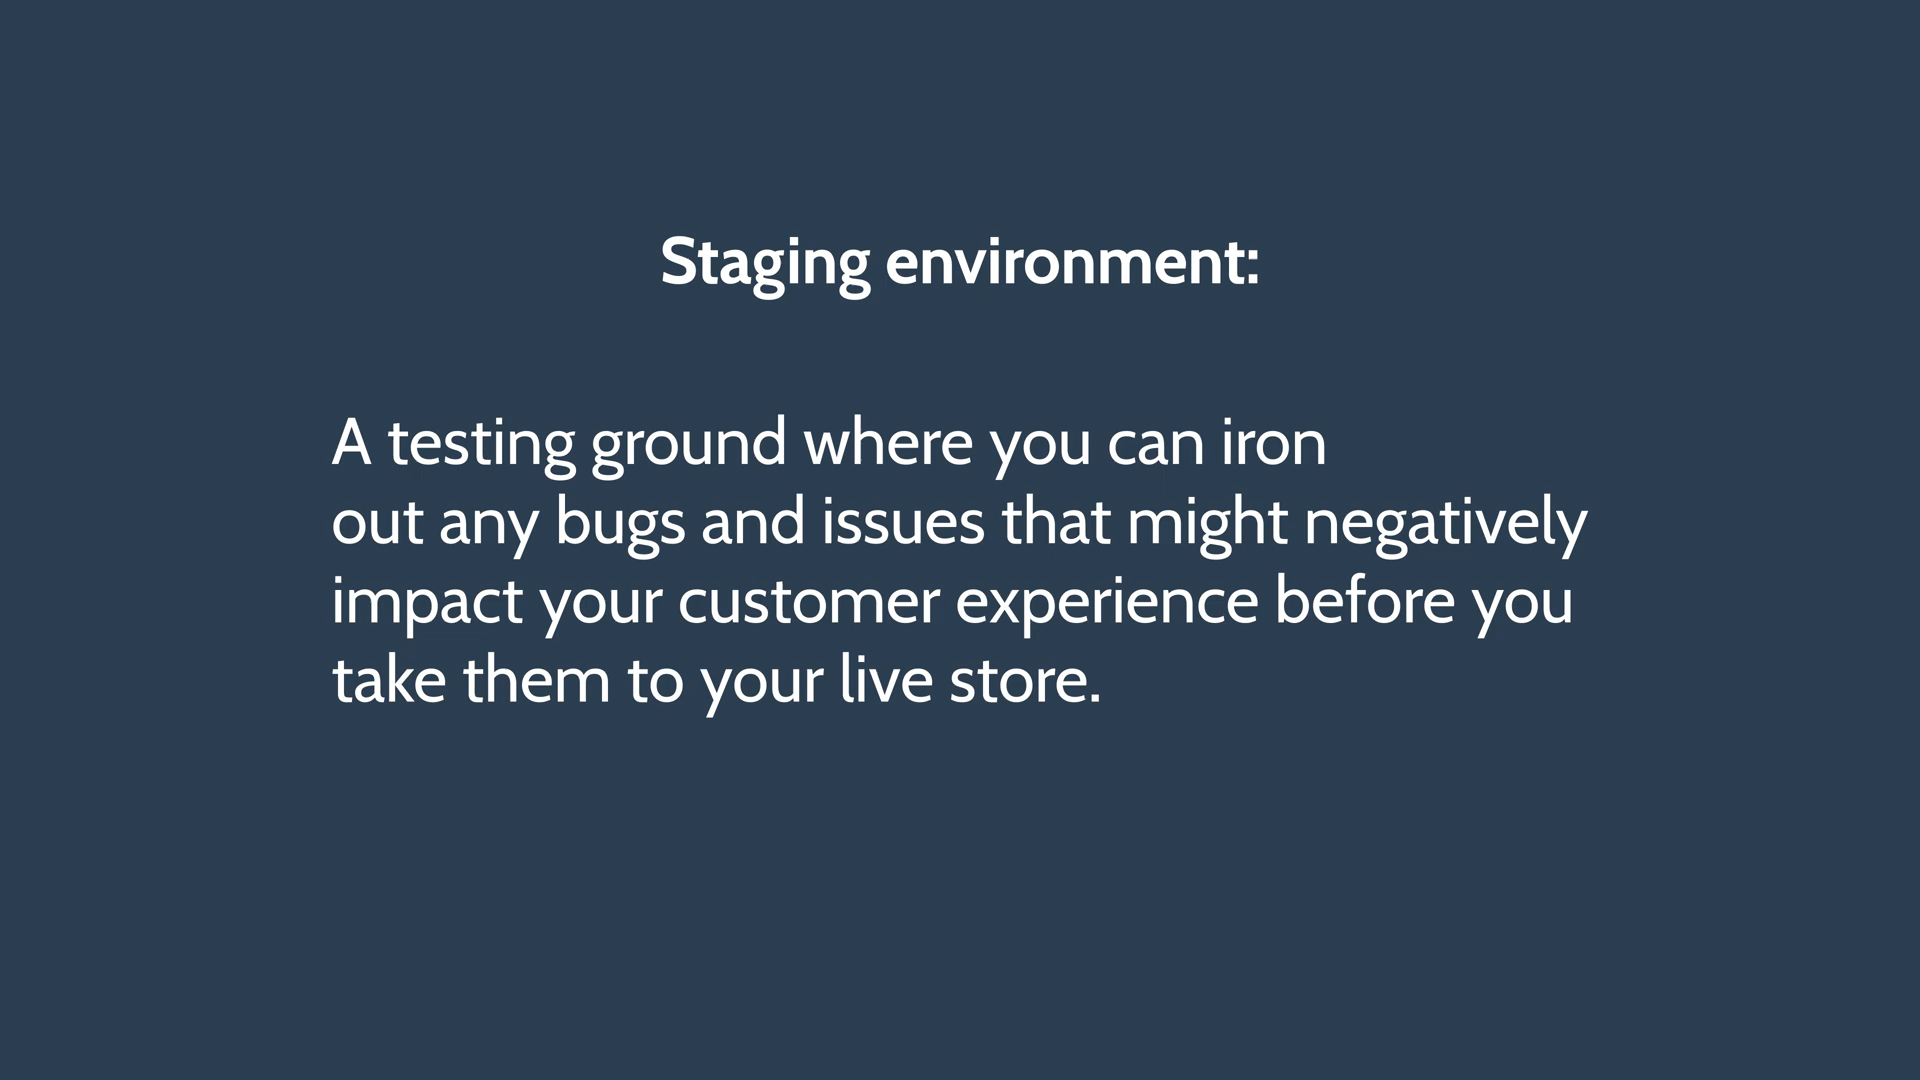 Staging environment:
A testing ground where you can iron
out any bugs and issues that might negatively
impact your customer experience before you
take them to your live store.